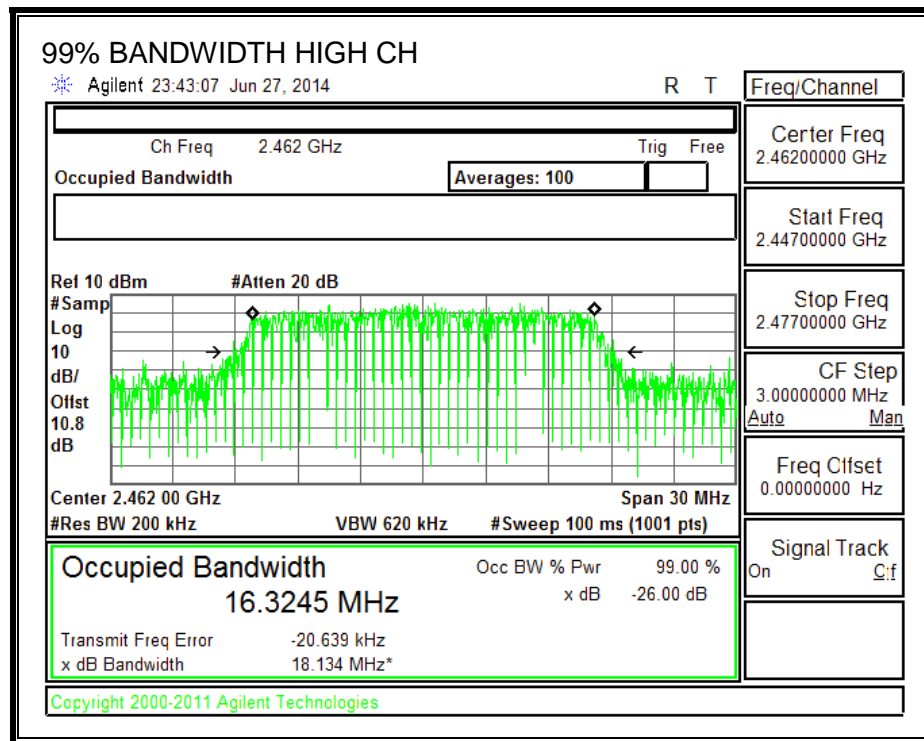 99% BANDWIDTH HIGH CH
Agilent 23:43:07 Jun 27, 2014 R T
Freq/Channel
Ch Freq 2.462 GHz Trig Free
Occupied Bandwidth Averages: 100
Center Freq
2.46200000 GHz
Start Freq
2.44700000 GHz
Stop Freq
2.47700000 GHz
CF Step
3.00000000 MHz
Auto Man
Freq Offset
0.00000000 Hz
Signal Track
On Off
Ref 10 dBm #Atten 20 dB
#Samp
Log
10
dB/
Offst
10.8
dB
Center 2.462 00 GHz Span 30 MHz
#Res BW 200 kHz VBW 620 kHz #Sweep 100 ms (1001 pts)
Occupied Bandwidth Occ BW % Pwr 99.00 %
16.3245 MHz x dB -26.00 dB
Transmit Freq Error -20.639 kHz
x dB Bandwidth 18.134 MHz*
Copyright 2000-2011 Agilent Technologies